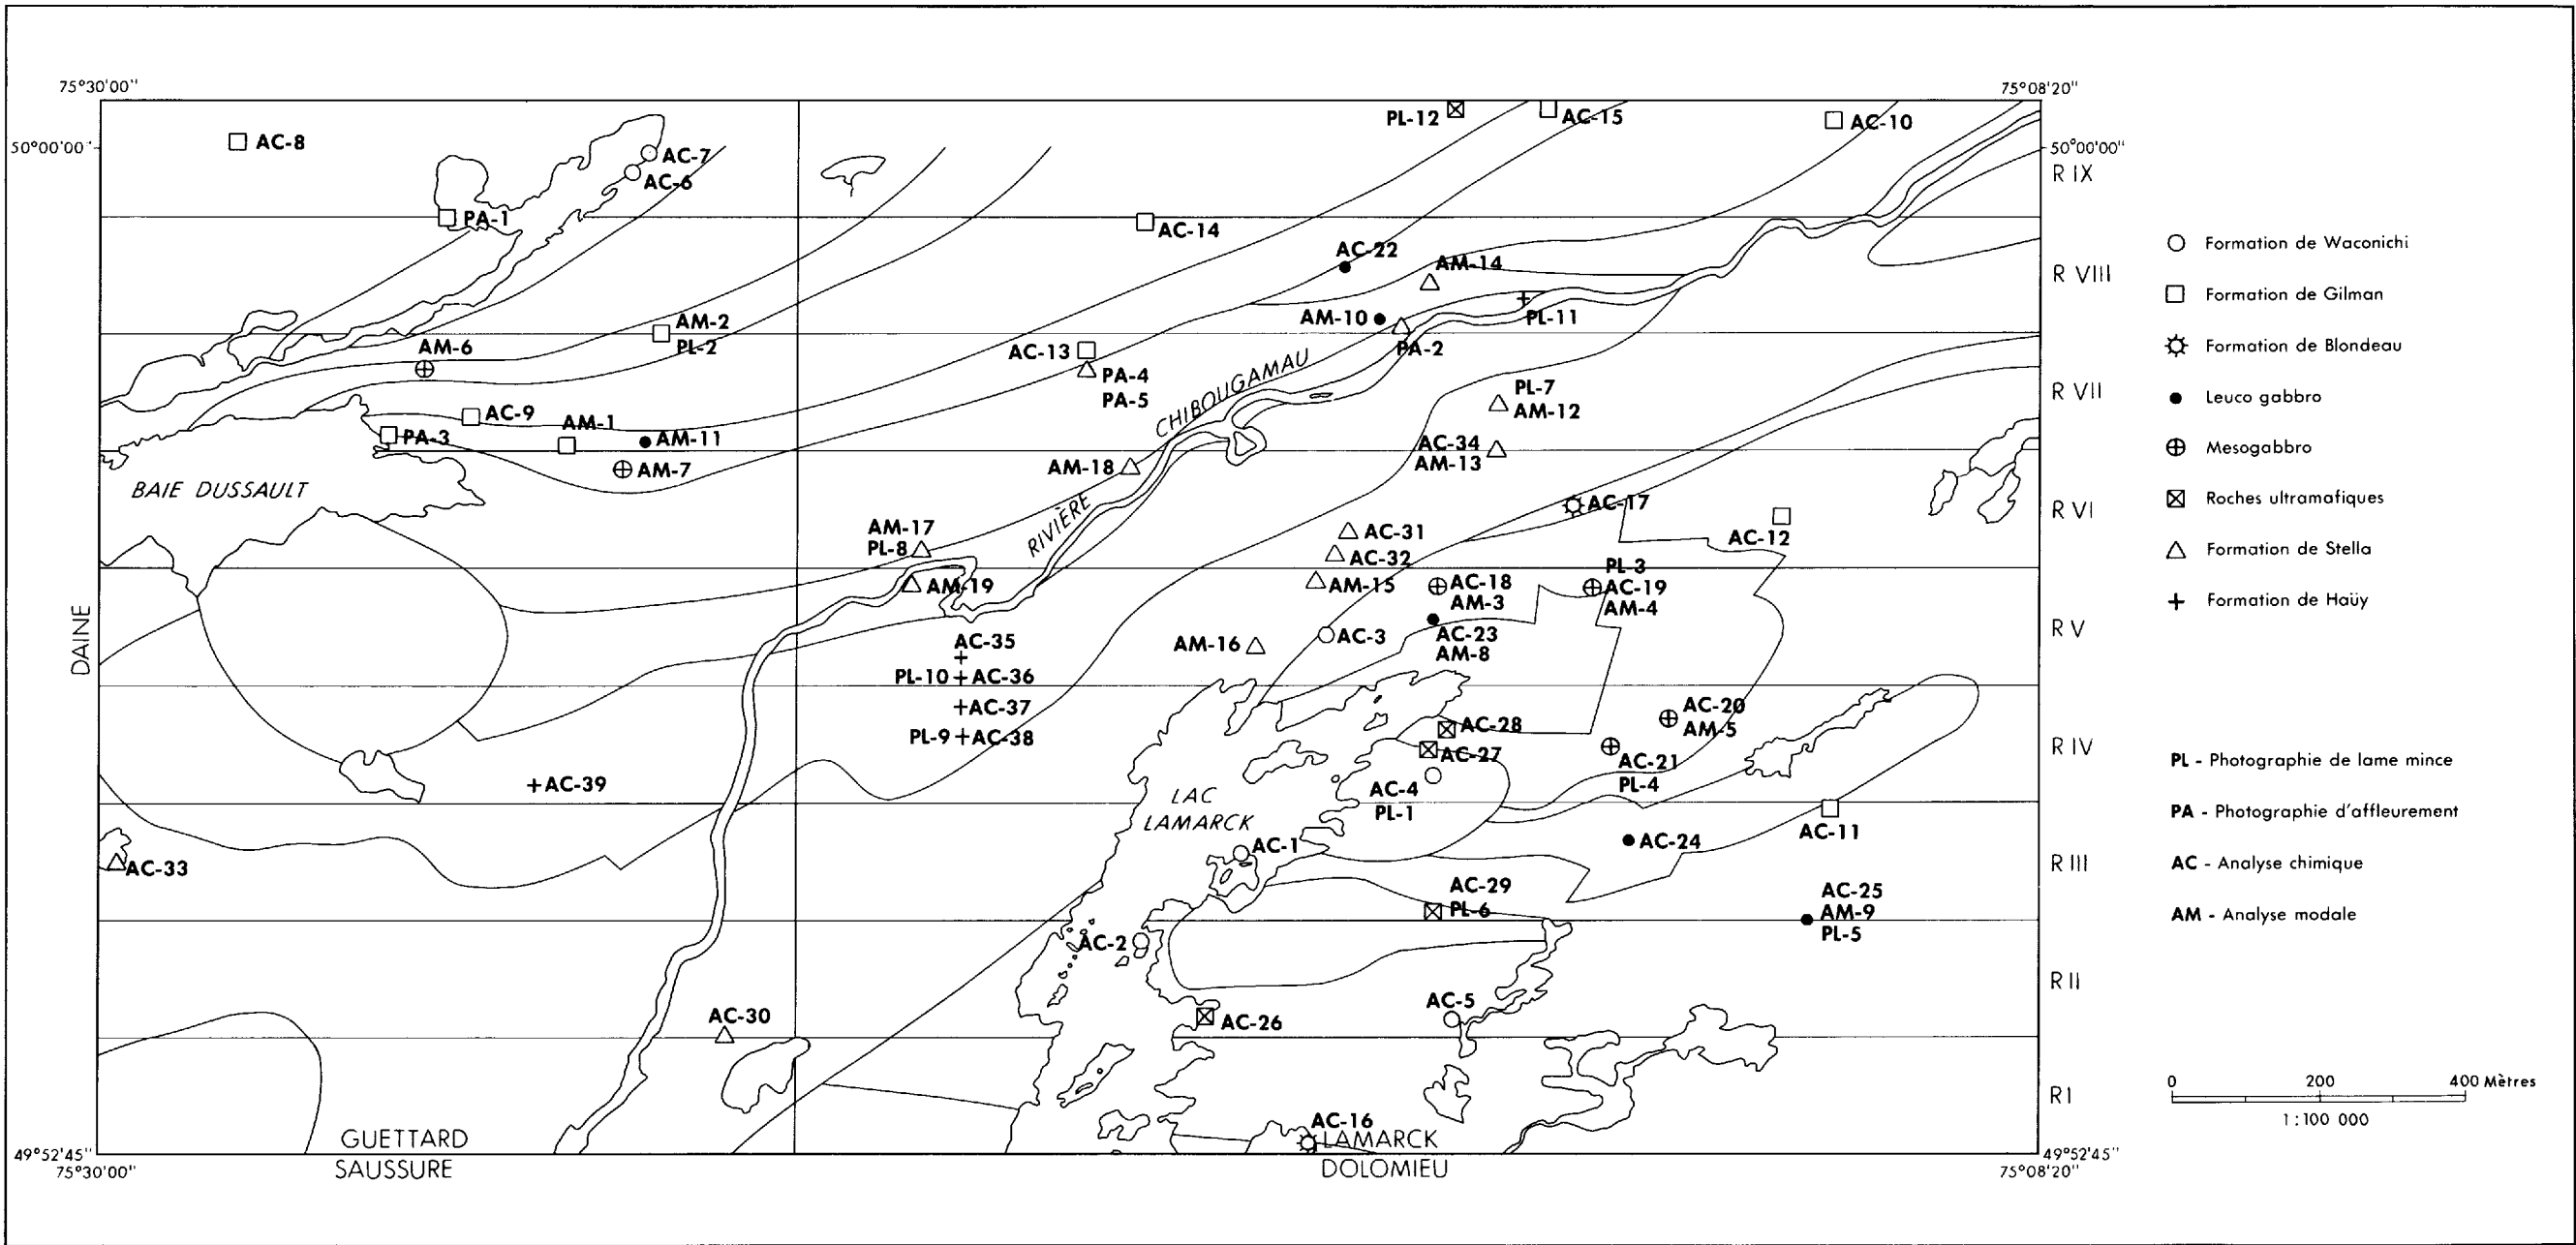 75°30'00"
75°08'20"
50°00'00"
50°00'00"
PL-12
AC-15
AC-10
AC-8
AC-7
AC-6
R IX
PA-1
AC-14
AC-22
AM-14
R VIII
AM-2
PL-2
AM-10
PL-11
PA-2
AM-6
AC-13
PA-4
PA-5
RIVIÈRE CHIBOUGAMAU
R VII
PL-7
AM-12
AC-9
AM-1
PA-3
AM-11
AM-7
AM-18
AC-34
AM-13
BAIE DUSSAULT
AC-17
R VI
AC-12
AM-17
PL-8
AC-31
AC-32
AM-19
AM-15
AC-18
AM-3
PL-3
AC-19
AM-4
DAINE
R V
AC-35
AC-3
AC-23
AM-8
AM-16
PL-10
AC-36
AC-37
PL-9
AC-38
AC-20
AM-5
AC-28
AC-27
AC-21
PL-4
R IV
AC-39
AC-4
PL-1
LAC
LAMARCK
AC-11
AC-1
AC-24
R III
AC-33
AC-29
PL-6
AC-25
AM-9
PL-5
AC-2
R II
AC-5
AC-30
AC-26
R I
AC-16
GUETTARD
LAMARCK
SAUSSURE
DOLOMIEU
49°52'45"
75°30'00"
49°52'45"
75°08'20"
Formation de Waconichi
Formation de Gilman
Formation de Blondeau
Leuco gabbro
Mesogabbro
Roches ultramafiques
Formation de Stella
Formation de Haüy
PL - Photographie de lame mince
PA - Photographie d'affleurement
AC - Analyse chimique
AM - Analyse modale
0 200 400 Mètres
1:100 000